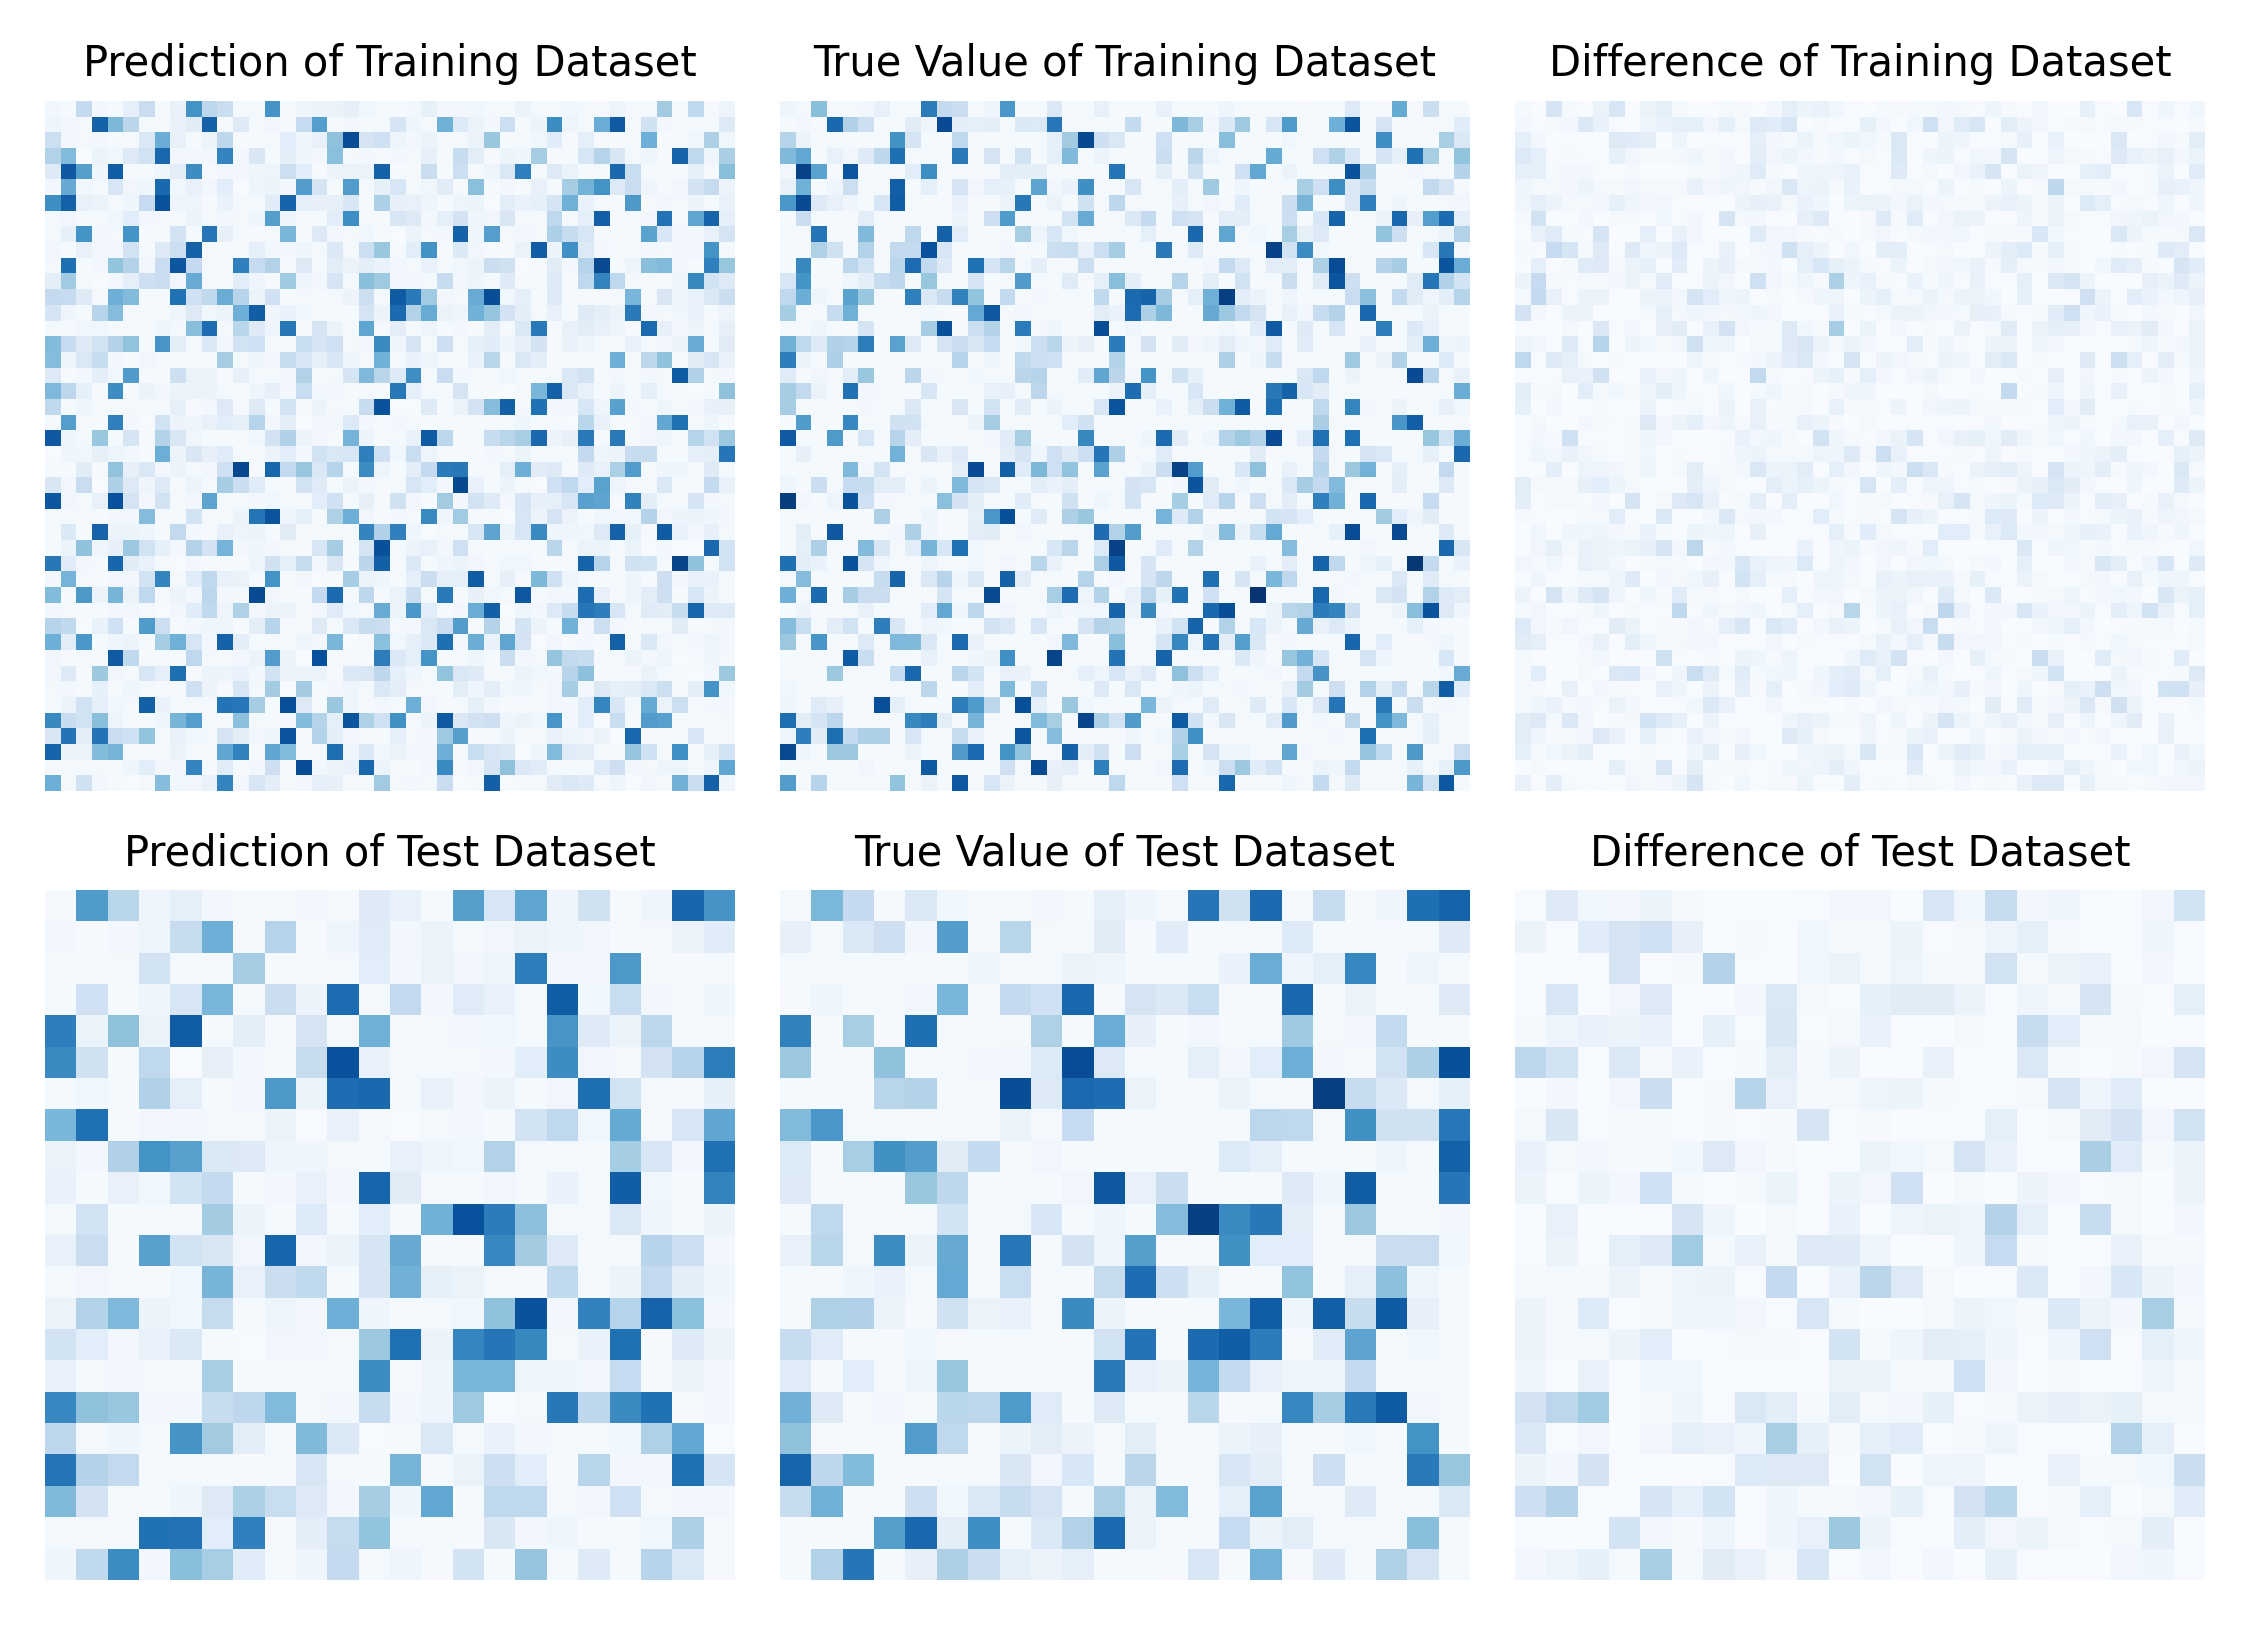 Prediction of Training Dataset
True Value of Training Dataset
Difference of Training Dataset
Prediction of Test Dataset
True Value of Test Dataset
Difference of Test Dataset